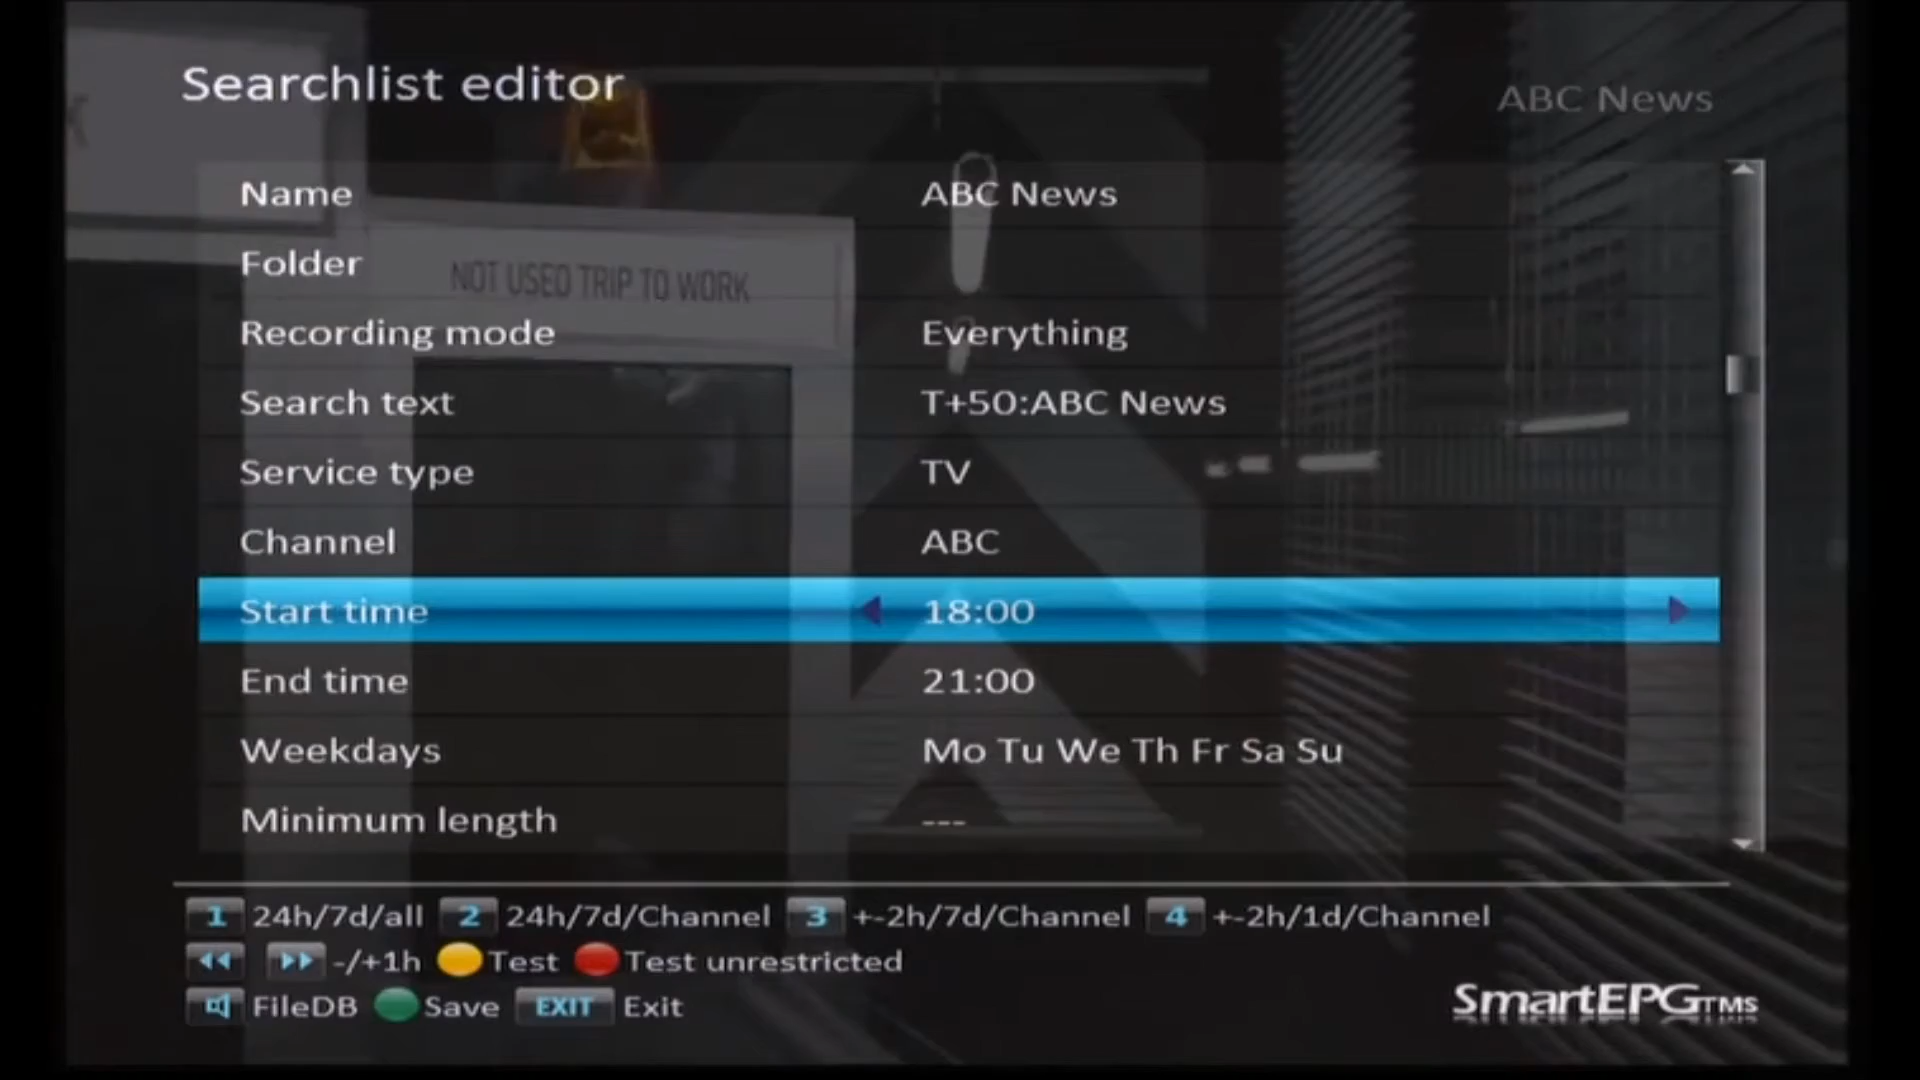 Searchlist editor
ABC News
Name ABC News
Folder
NOT USED TRIP TO WORK
Recording mode Everything
Search text T+50:ABC News
Service type TV
Channel ABC
Start time 18:00
End time 21:00
Weekdays Mo Tu We Th Fr Sa Su
Minimum length ---
1 24h/7d/all 2 24h/7d/Channel 3 +-2h/7d/Channel 4 +-2h/1d/Channel
-/+1h Test Test unrestricted
FileDB Save EXIT Exit
SmartEPG TMS